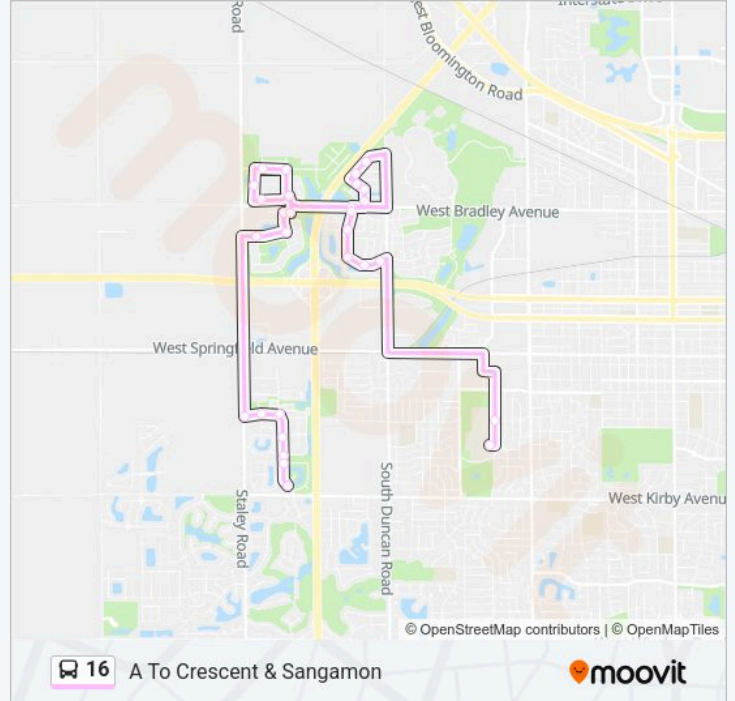 Road
Interstate
West Bloomington Road
West Bradley Avenue
West Springfield Avenue
Staley Road
South Duncan Road
West Kirby Avenu
© OpenStreetMap contributors | © OpenMapTiles
16 A To Crescent & Sangamon
moovit